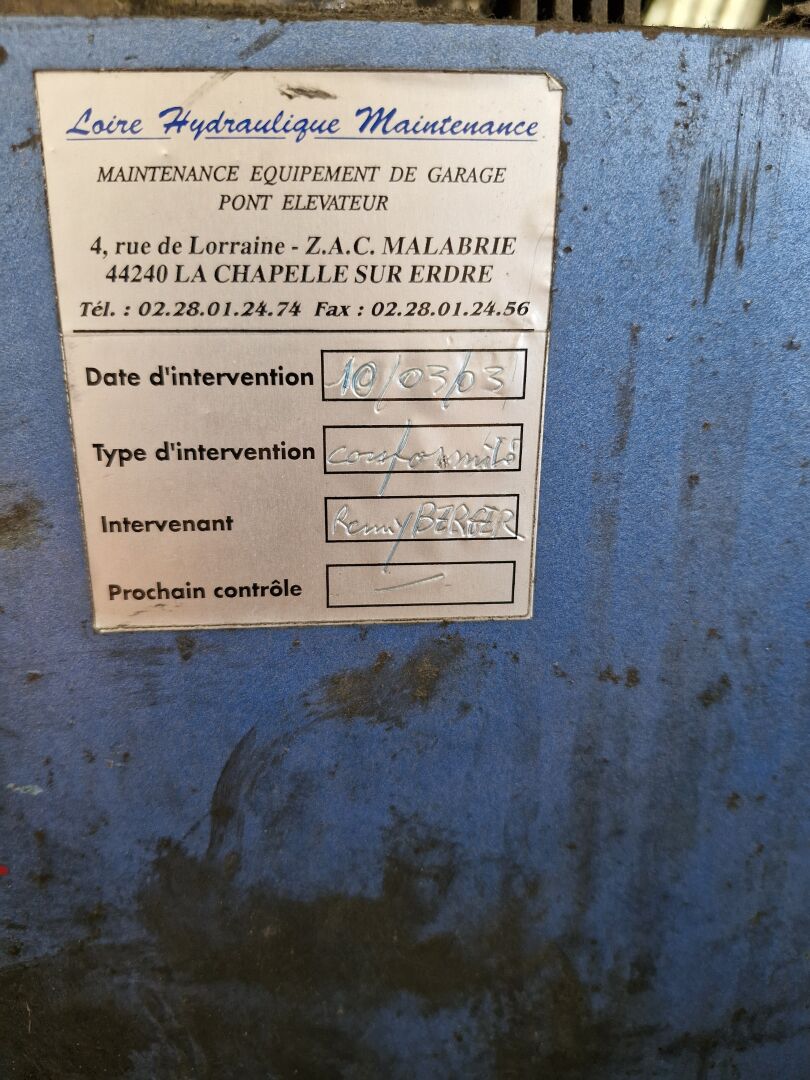 Loire Hydraulique Maintenance
MAINTENANCE EQUIPEMENT DE GARAGE
PONT ELEVATEUR
4, rue de Lorraine - Z.A.C. MALABRIE
44240 LA CHAPELLE SUR ERDRE
Tél. : 02.28.01.24.74 Fax : 02.28.01.24.56
Date d'intervention 10/03/03
Type d'intervention conformité
Intervenant Remy BERGER
Prochain contrôle —